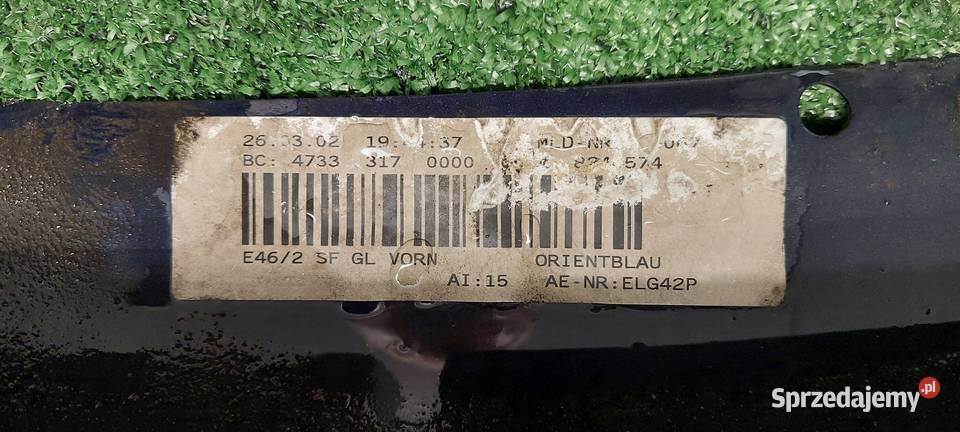 26.03.02
BC: 4733 317 0000
E46/2 SF GL VORN ORIENTBLAU
AI:15 AE-NR:ELG42P
Sprzedajemy.pl